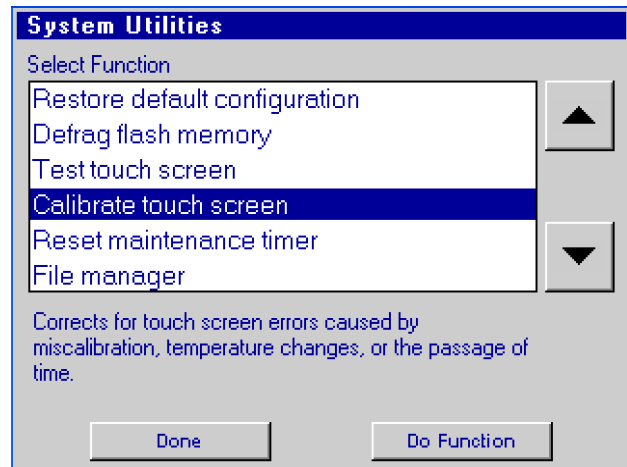 System Utilities
Select Function
Restore default configuration
Defrag flash memory
Test touch screen
Calibrate touch screen
Reset maintenance timer
File manager
Corrects for touch screen errors caused by
miscalibration, temperature changes, or the passage of
time.
Done
Do Function